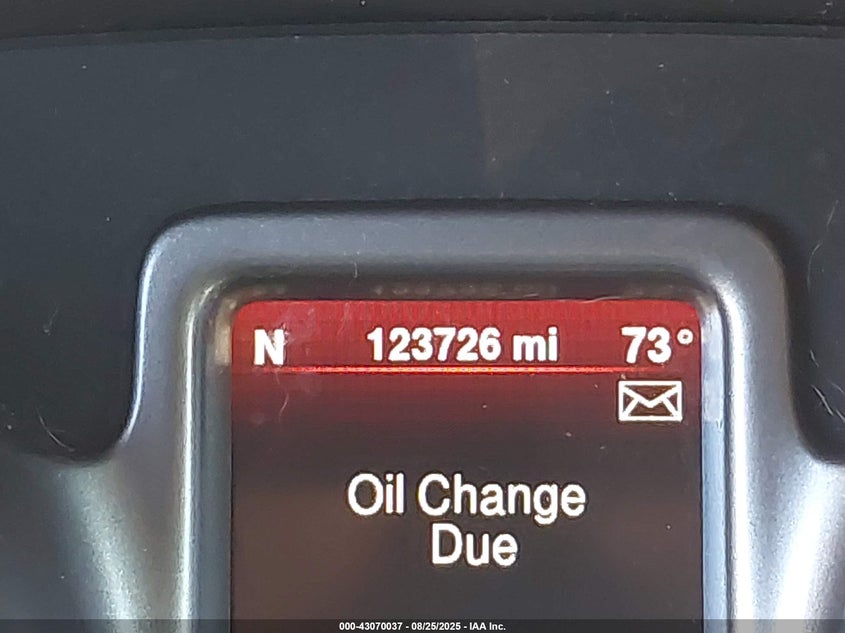 N 123726 mi 73°
Oil Change
Due
000-43070037 - 08/25/2025 - IAA Inc.